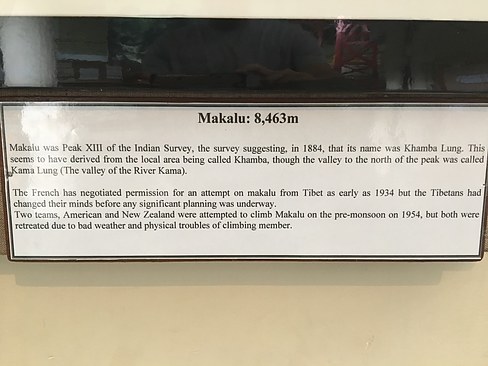 Makalu: 8,463m
Makalu was Peak XIII of the Indian Survey, the survey suggesting, in 1884, that its name was Khamba Lung. This
seems to have derived from the local area being called Khamba, though the valley to the north of the peak was called
Kama Lung (The valley of the River Kama).
The French has negotiated permission for an attempt on makalu from Tibet as early as 1934 but the Tibetans had
changed their minds before any significant planning was underway.
Two teams, American and New Zealand were attempted to climb Makalu on the pre-monsoon on 1954, but both were
retreated due to bad weather and physical troubles of climbing member.